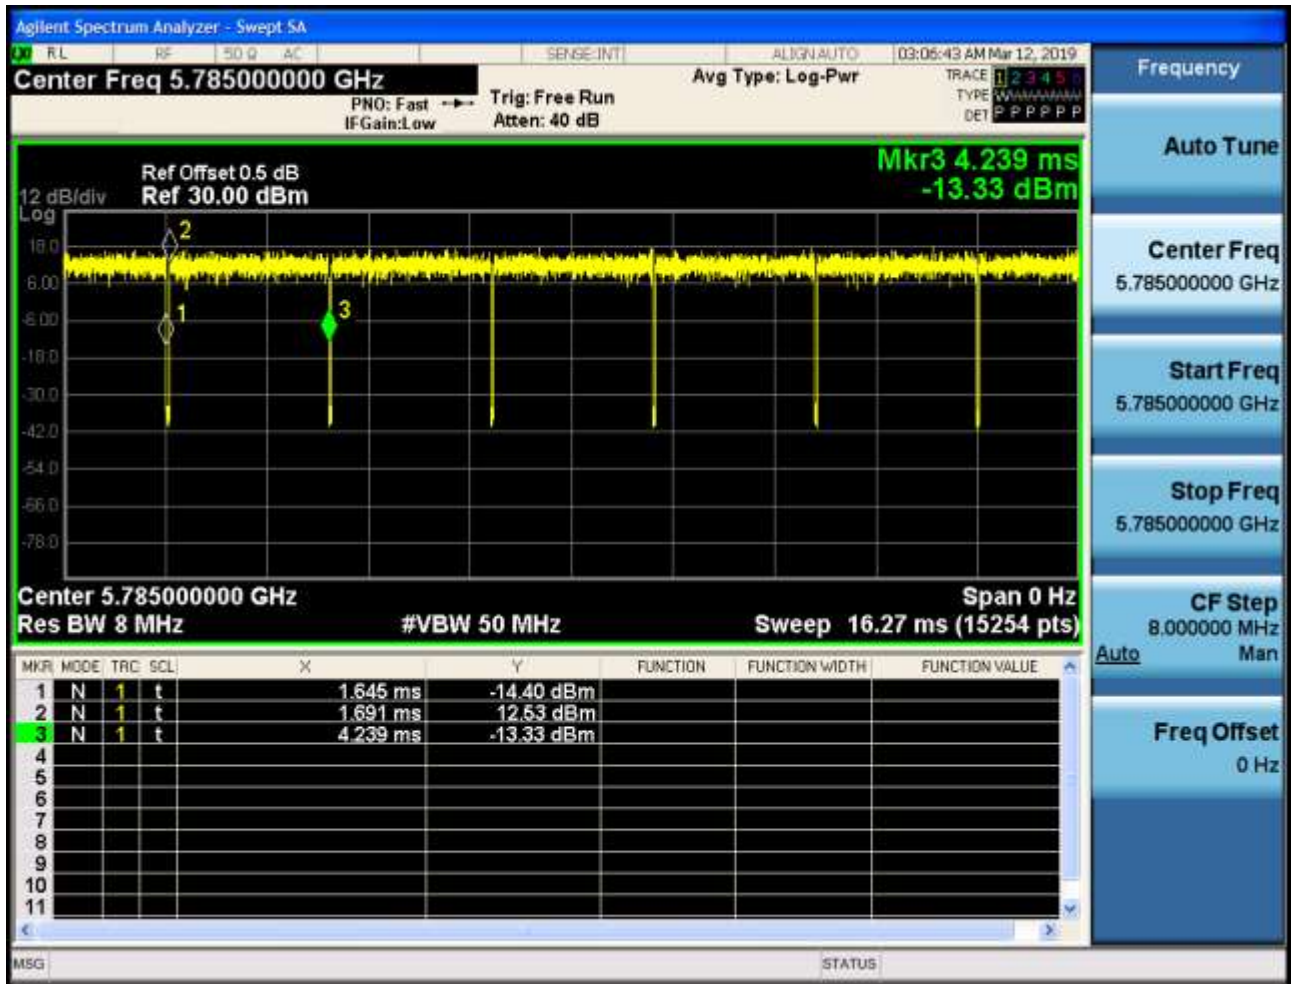 Agilent Spectrum Analyzer - Swept SA
RL RF 50 Ω AC SENSE:INT ALIGN AUTO 03:06:43 AM Mar 12, 2019
Center Freq 5.785000000 GHz
PNO: Fast
IFGain:Low
Trig: Free Run
Atten: 40 dB
Avg Type: Log-Pwr
TRACE 1 2 3 4 5 6
TYPE
DET P P P P P P
Mkr3 4.239 ms
-13.33 dBm
Ref Offset 0.5 dB
12 dB/div Ref 30.00 dBm
Log
18.0
6.00
-6.00
-18.0
-30.0
-42.0
-54.0
-66.0
-78.0
2
1
3
Center 5.785000000 GHz Span 0 Hz
Res BW 8 MHz #VBW 50 MHz Sweep 16.27 ms (15254 pts)
MKR MODE TRC SCL X Y FUNCTION FUNCTION WIDTH FUNCTION VALUE
1 N 1 t 1.645 ms -14.40 dBm
2 N 1 t 1.691 ms 12.53 dBm
3 N 1 t 4.239 ms -13.33 dBm
4
5
6
7
8
9
10
11
MSG STATUS
Frequency
Auto Tune
Center Freq
5.785000000 GHz
Start Freq
5.785000000 GHz
Stop Freq
5.785000000 GHz
CF Step
8.000000 MHz
Auto Man
Freq Offset
0 Hz